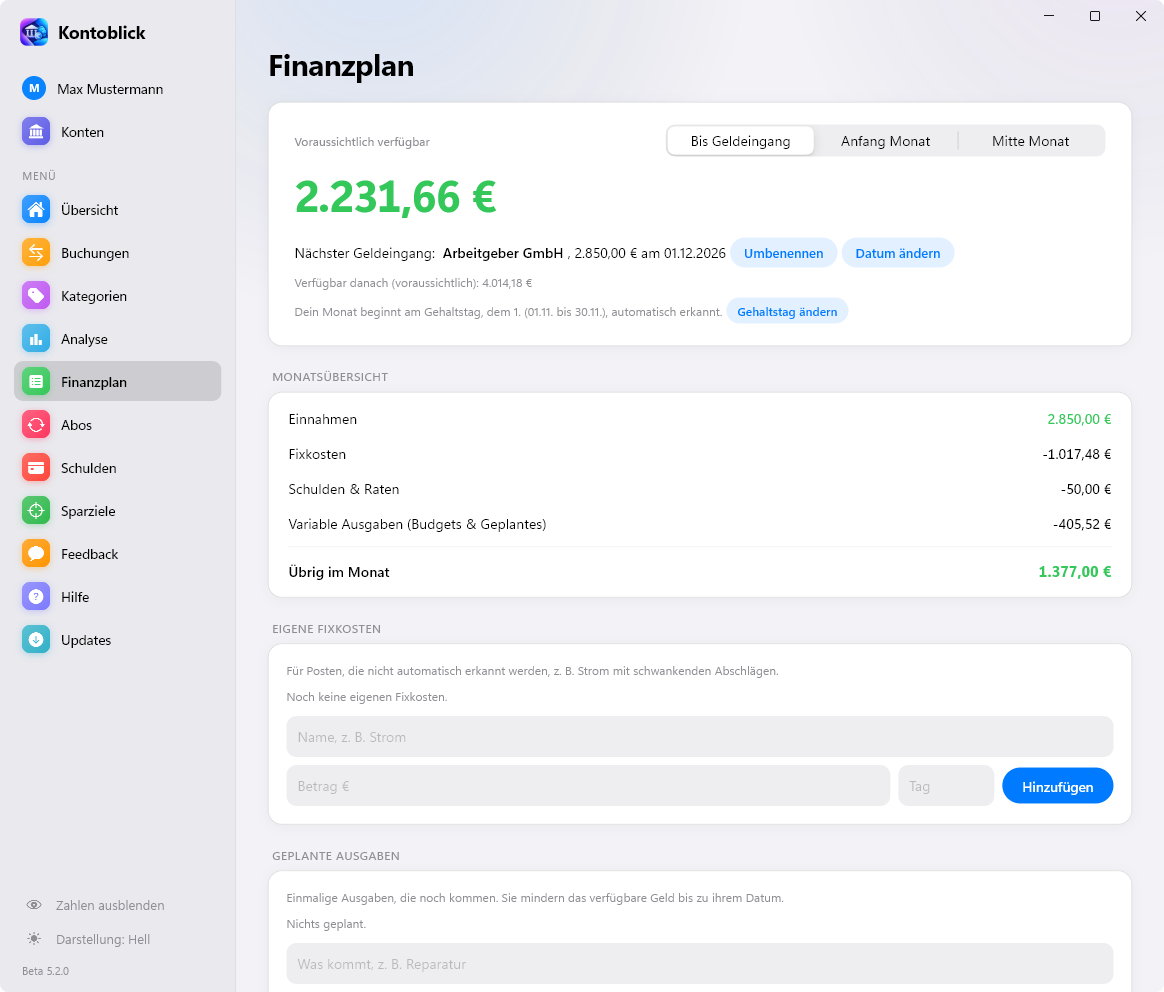 Kontoblick
M Max Mustermann
Konten
MENÜ
Übersicht
Buchungen
Kategorien
Analyse
Finanzplan
Abos
Schulden
Sparziele
Feedback
? Hilfe
Updates
Zahlen ausblenden
Darstellung: Hell
Beta 5.2.0
Finanzplan
Voraussichtlich verfügbar
Bis Geldeingang Anfang Monat Mitte Monat
2.231,66 €
Nächster Geldeingang: Arbeitgeber GmbH , 2.850,00 € am 01.12.2026 Umbenennen Datum ändern
Verfügbar danach (voraussichtlich): 4.014,18 €
Dein Monat beginnt am Gehaltstag, dem 1. (01.11. bis 30.11.), automatisch erkannt. Gehaltstag ändern
MONATSÜBERSICHT
Einnahmen 2.850,00 €
Fixkosten -1.017,48 €
Schulden & Raten -50,00 €
Variable Ausgaben (Budgets & Geplantes) -405,52 €
Übrig im Monat 1.377,00 €
EIGENE FIXKOSTEN
Für Posten, die nicht automatisch erkannt werden, z. B. Strom mit schwankenden Abschlägen.
Noch keine eigenen Fixkosten.
Name, z. B. Strom
Betrag € Tag Hinzufügen
GEPLANTE AUSGABEN
Einmalige Ausgaben, die noch kommen. Sie mindern das verfügbare Geld bis zu ihrem Datum.
Nichts geplant.
Was kommt, z. B. Reparatur